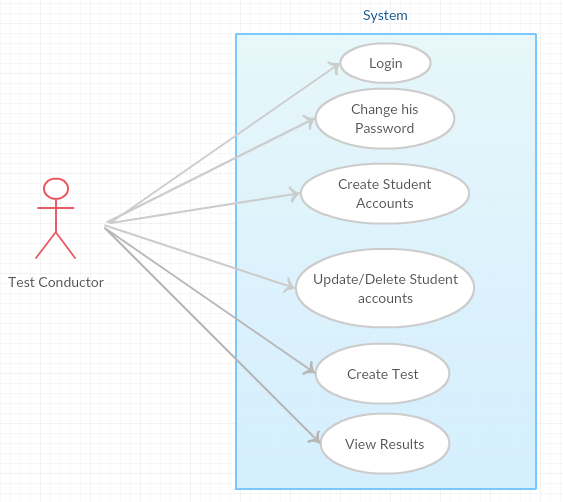 System
Login
Change his
Password
Create Student
Accounts
Test Conductor
Update/Delete Student
accounts
Create Test
View Results